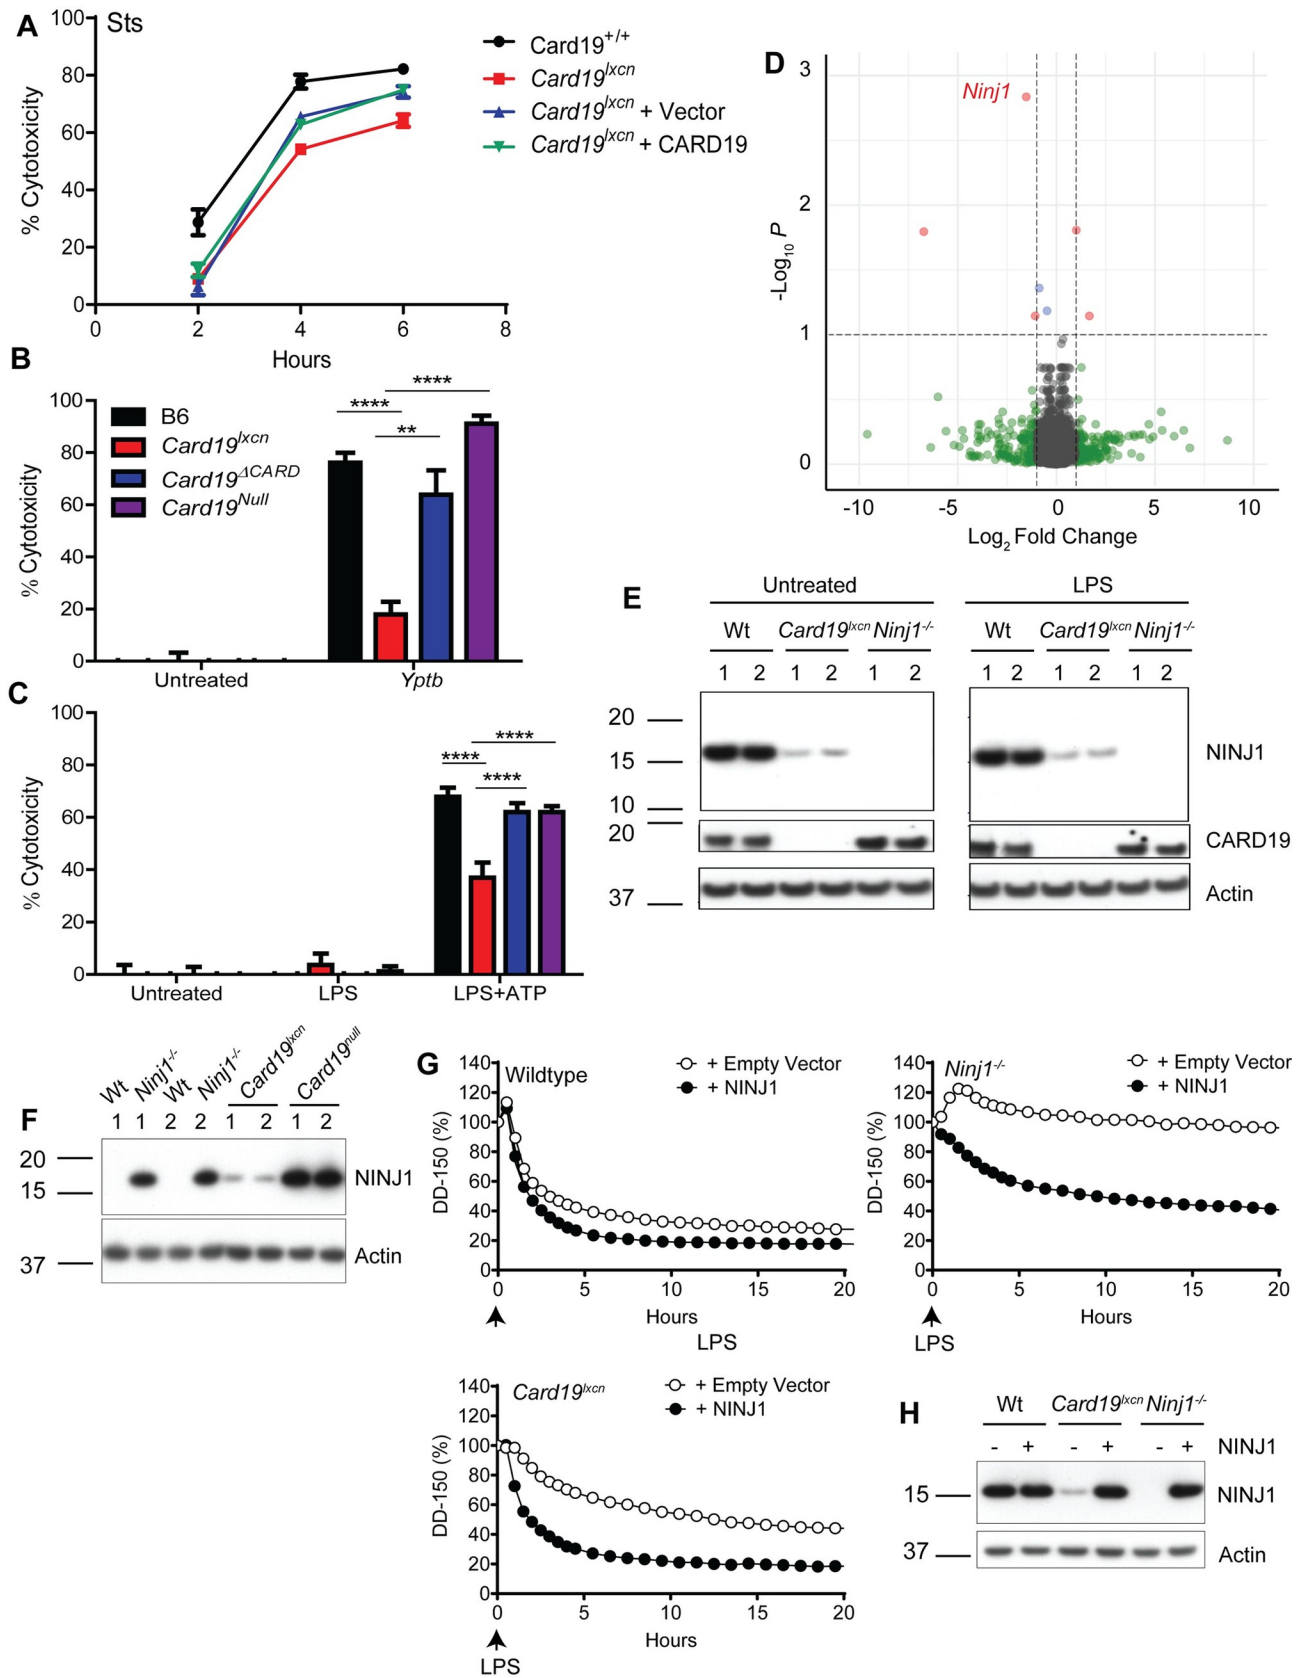 A
Sts
100
80
60
40
20
0
% Cytotoxicity
0 2 4 6 8
Hours
Card19+/+
Card19lxcn
Card19lxcn + Vector
Card19lxcn + CARD19
B
100
80
60
40
20
0
% Cytotoxicity
B6
Card19lxcn
Card19ΔCARD
Card19Null
****
****
**
Untreated Yptb
C
100
80
60
40
20
0
% Cytotoxicity
****
****
****
Untreated LPS LPS+ATP
D
3
2
1
0
-Log10 P
Ninj1
-10 -5 0 5 10
Log2 Fold Change
E
Untreated LPS
Wt Card19lxcn Ninj1-/- Wt Card19lxcn Ninj1-/-
1 2 1 2 1 2 1 2 1 2 1 2
20
15
10
20
37
NINJ1
CARD19
Actin
F
Wt Ninj1-/- Wt Ninj1-/- Card19lxcn Card19null
1 1 2 2 1 2 1 2
20
15
37
NINJ1
Actin
G
Wildtype
+ Empty Vector
+ NINJ1
140
120
100
80
60
40
20
0
DD-150 (%)
0 5 10 15 20
Hours
LPS
Ninj1-/-
+ Empty Vector
+ NINJ1
140
120
100
80
60
40
20
0
DD-150 (%)
0 5 10 15 20
Hours
LPS
Card19lxcn
+ Empty Vector
+ NINJ1
140
120
100
80
60
40
20
0
DD-150 (%)
0 5 10 15 20
Hours
LPS
H
Wt Card19lxcn Ninj1-/-
- + - + - + NINJ1
15 NINJ1
37 Actin